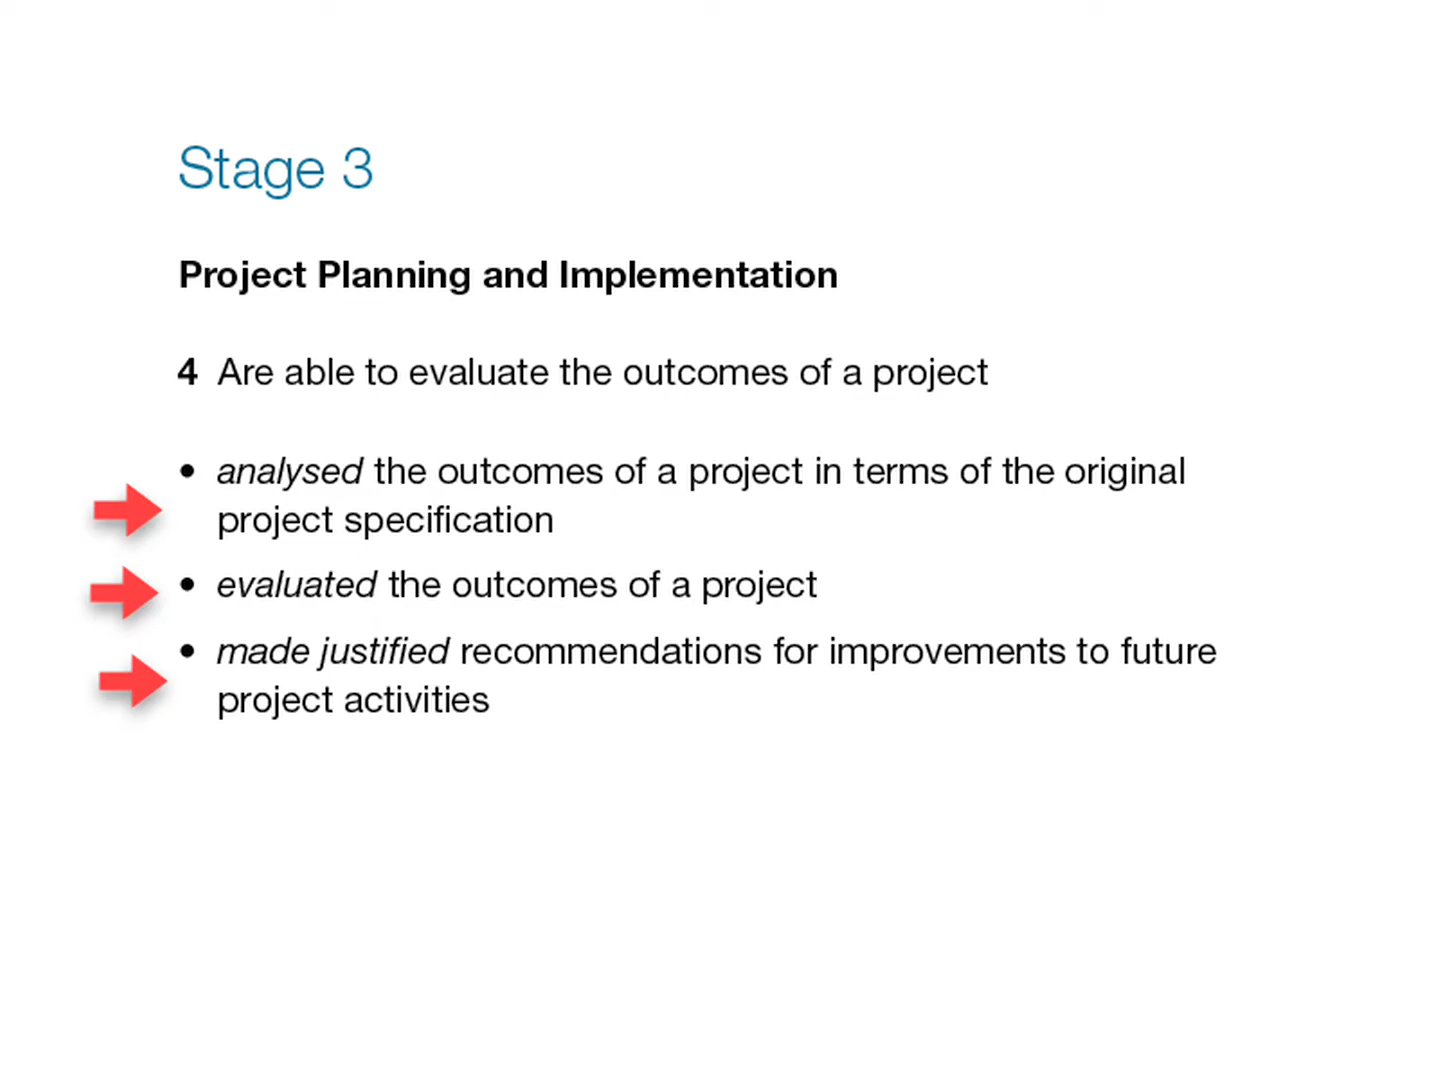 Stage 3
Project Planning and Implementation
4 Are able to evaluate the outcomes of a project
• analysed the outcomes of a project in terms of the original
project specification
• evaluated the outcomes of a project
• made justified recommendations for improvements to future
project activities